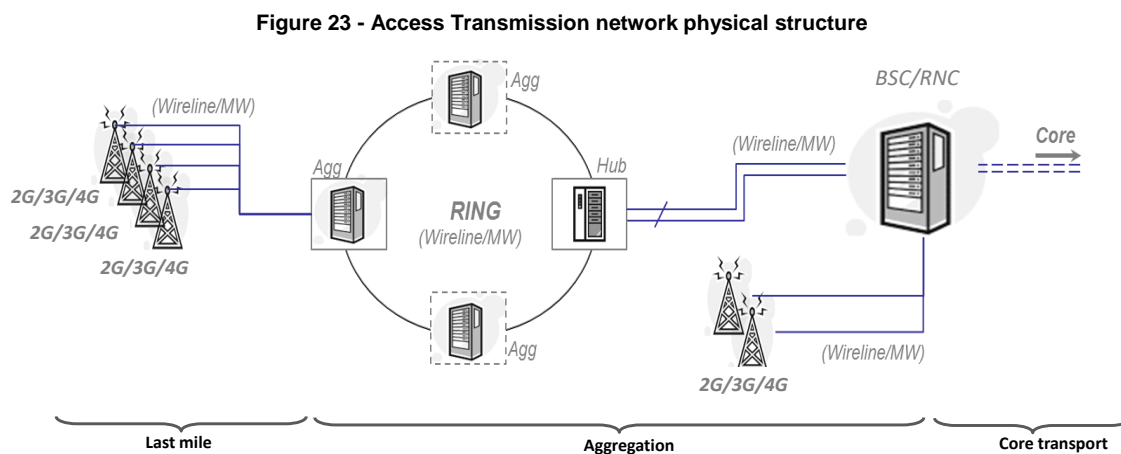 Figure 23 - Access Transmission network physical structure
Agg
BSC/RNC
(Wireline/MW)
(Wireline/MW)
Core
Agg
Hub
2G/3G/4G
RING
(Wireline/MW)
2G/3G/4G
2G/3G/4G
Agg
(Wireline/MW)
2G/3G/4G
Last mile
Aggregation
Core transport